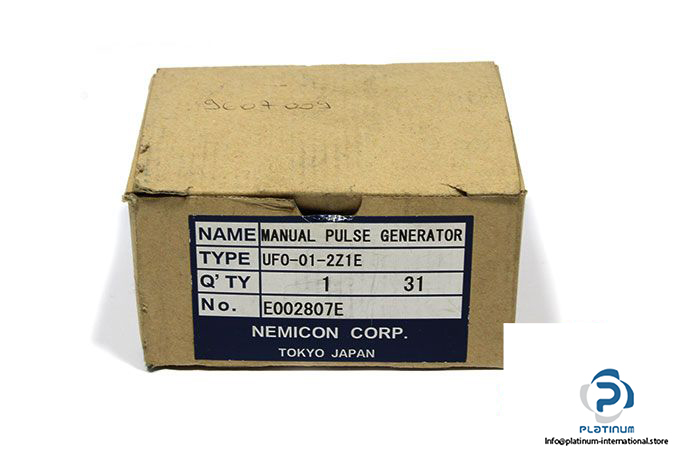 9607009
NAME MANUAL PULSE GENERATOR
TYPE UFO-01-2Z1E
Q'TY 1 31
No. E002807E
NEMICON CORP.
TOKYO JAPAN
PLATINUM
info@platinum-international.store